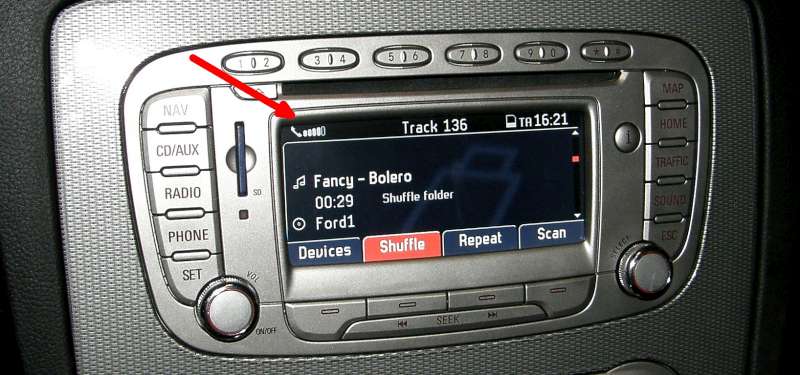 1 2 3 4 5 6 7 8 9 0 * #
NAV
CD/AUX
RADIO
PHONE
SET
SD
Track 136
TA 16:21
Fancy - Bolero
00:29 Shuffle folder
Ford1
Devices Shuffle Repeat Scan
i
MAP
HOME
TRAFFIC
SOUND
ESC
VOL
ON/OFF
SEEK
SELECT